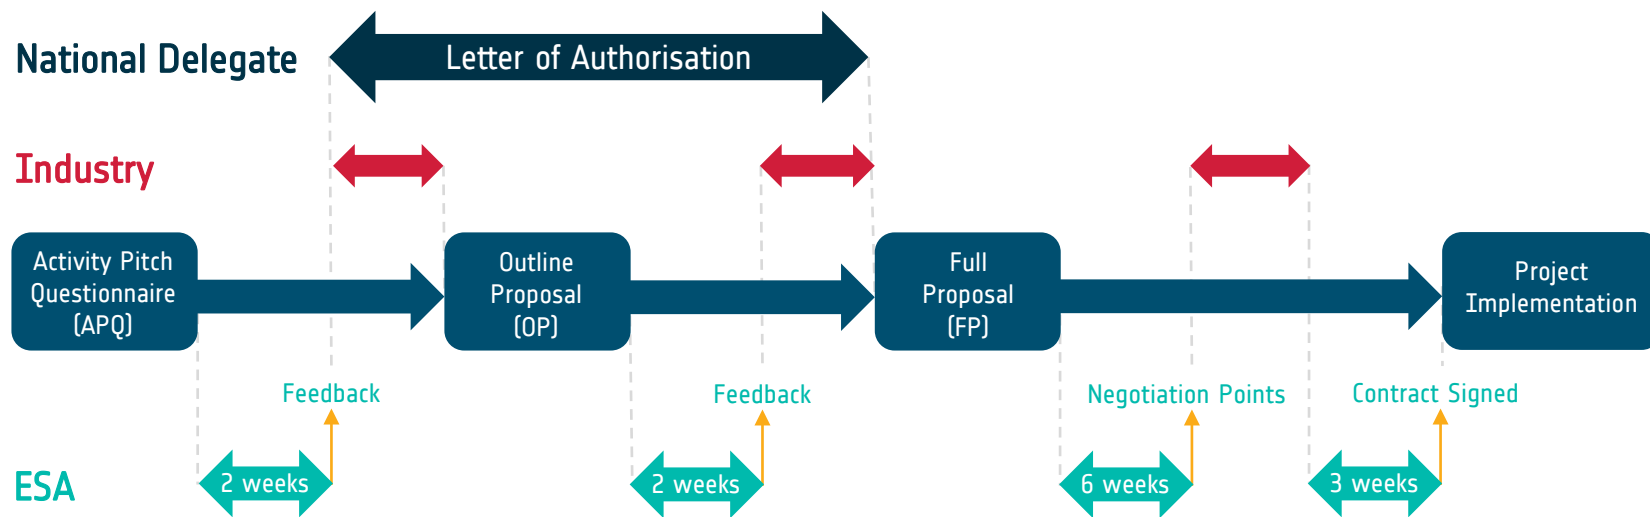 National Delegate
Letter of Authorisation
Industry
Activity Pitch
Questionnaire
(APQ)
Outline
Proposal
(OP)
Full
Proposal
(FP)
Project
Implementation
Feedback
Feedback
Negotiation Points
Contract Signed
ESA
2 weeks
2 weeks
6 weeks
3 weeks